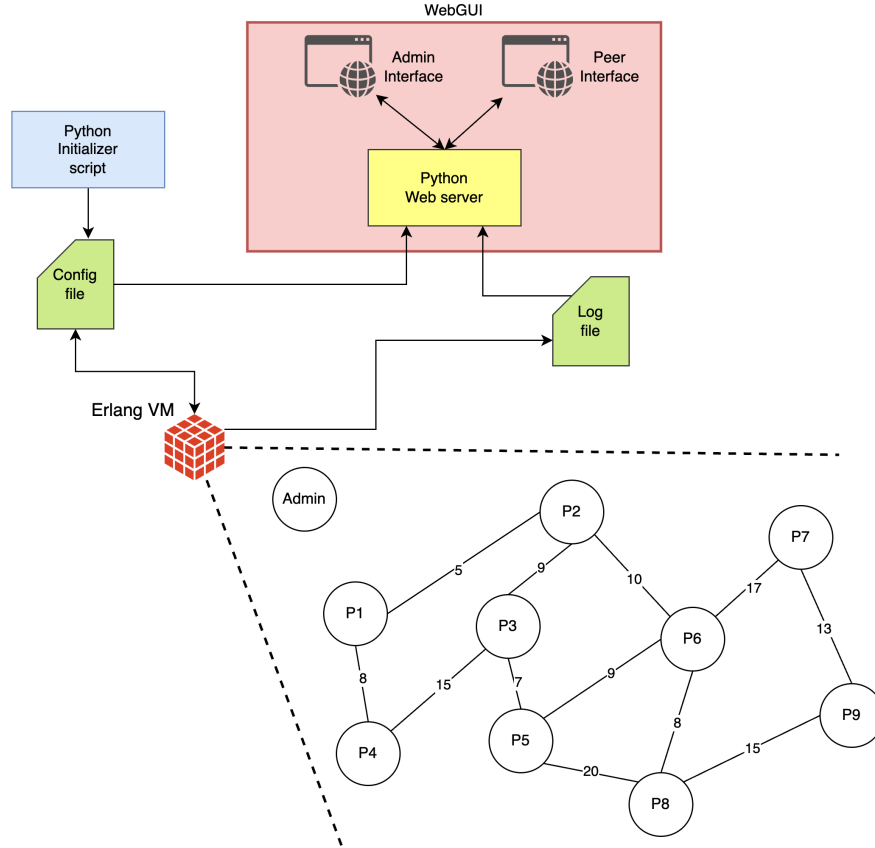 WebGUI
Admin
Interface
Peer
Interface
Python
Initializer
script
Python
Web server
Config
file
Log
file
Erlang VM
Admin
P2
P7
5
9
10
17
P1
P3
P6
13
8
15
7
9
8
P9
P4
P5
15
20
P8